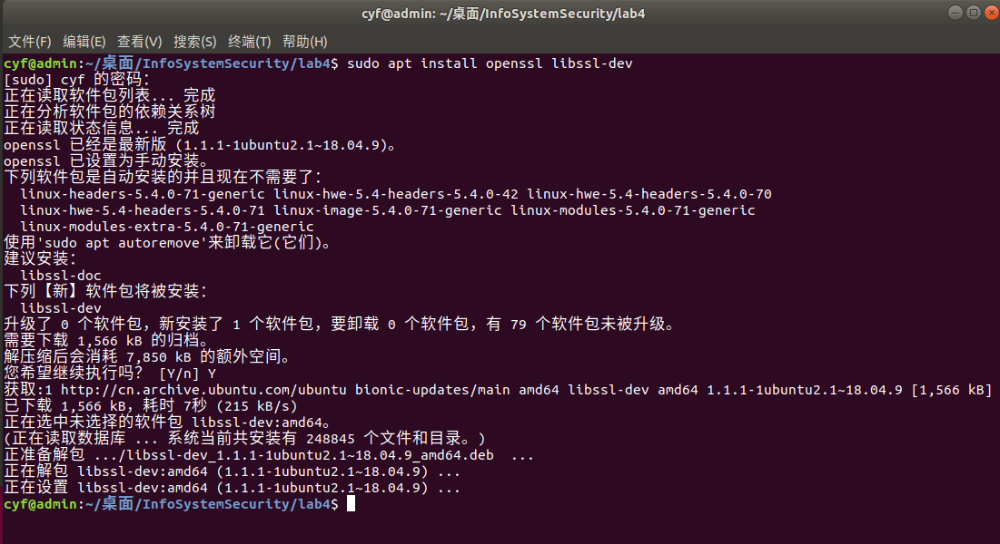 cyf@admin: ~/桌面/InfoSystemSecurity/lab4
文件(F) 编辑(E) 查看(V) 搜索(S) 终端(T) 帮助(H)
cyf@admin:~/桌面/InfoSystemSecurity/lab4$ sudo apt install openssl libssl-dev
[sudo] cyf 的密码：
正在读取软件包列表... 完成
正在分析软件包的依赖关系树
正在读取状态信息... 完成
openssl 已经是最新版 (1.1.1-1ubuntu2.1~18.04.9)。
openssl 已设置为手动安装。
下列软件包是自动安装的并且现在不需要了：
  linux-headers-5.4.0-71-generic linux-hwe-5.4-headers-5.4.0-42 linux-hwe-5.4-headers-5.4.0-70
  linux-hwe-5.4-headers-5.4.0-71 linux-image-5.4.0-71-generic linux-modules-5.4.0-71-generic
  linux-modules-extra-5.4.0-71-generic
使用'sudo apt autoremove'来卸载它(它们)。
建议安装：
  libssl-doc
下列【新】软件包将被安装：
  libssl-dev
升级了 0 个软件包，新安装了 1 个软件包，要卸载 0 个软件包，有 79 个软件包未被升级。
需要下载 1,566 kB 的归档。
解压缩后会消耗 7,850 kB 的额外空间。
您希望继续执行吗？ [Y/n] Y
获取:1 http://cn.archive.ubuntu.com/ubuntu bionic-updates/main amd64 libssl-dev amd64 1.1.1-1ubuntu2.1~18.04.9 [1,566 kB]
已下载 1,566 kB，耗时 7秒 (215 kB/s)
正在选中未选择的软件包 libssl-dev:amd64。
(正在读取数据库 ... 系统当前共安装有 248845 个文件和目录。)
正准备解包 .../libssl-dev_1.1.1-1ubuntu2.1~18.04.9_amd64.deb  ...
正在解包 libssl-dev:amd64 (1.1.1-1ubuntu2.1~18.04.9) ...
正在设置 libssl-dev:amd64 (1.1.1-1ubuntu2.1~18.04.9) ...
cyf@admin:~/桌面/InfoSystemSecurity/lab4$